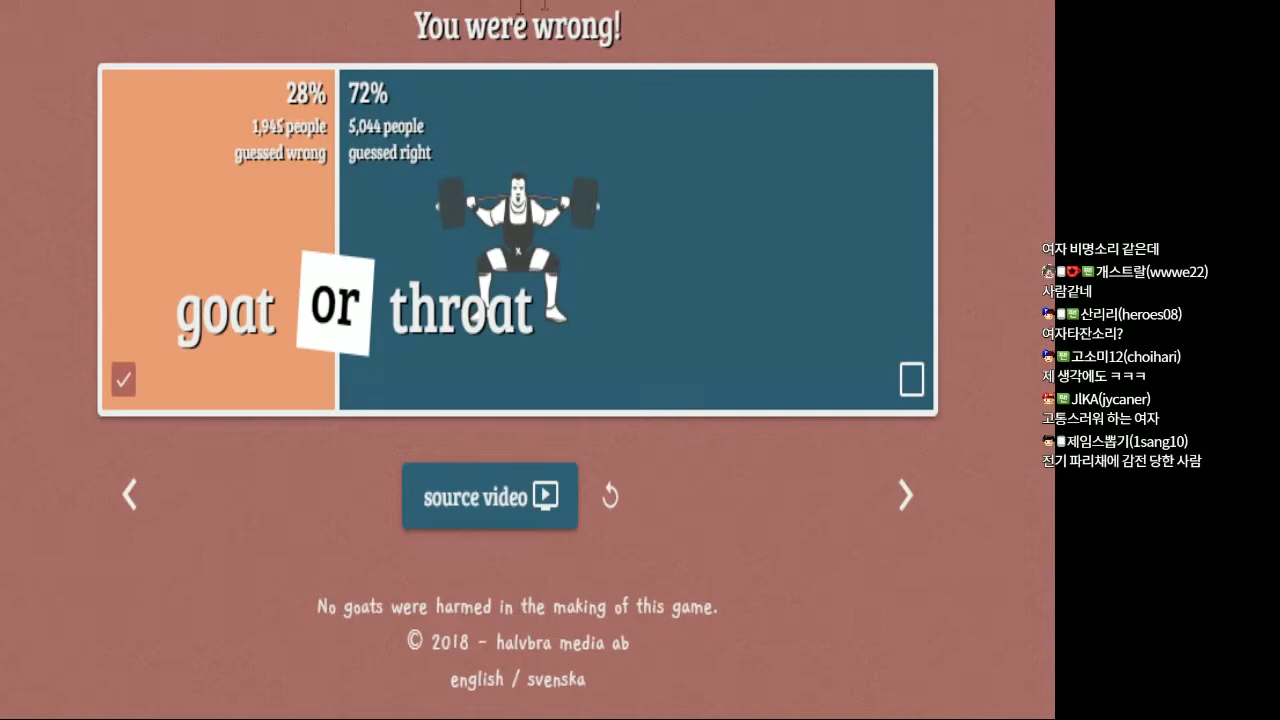 You were wrong!
28%
1,945 people
guessed wrong
72%
5,044 people
guessed right
goat or throat
source video
No goats were harmed in the making of this game.
© 2018 - halvbra media ab
english / svenska
여자 비명소리 같은데
개스트랄(wwwe22)
사람같네
산리리(heroes08)
여자타잔소리?
고소미12(choihari)
제 생각에도 ㅋㅋㅋ
JlKA(jycaner)
고통스러워 하는 여자
제임스뽑기(1sang10)
전기 파리채에 감전 당한 사람